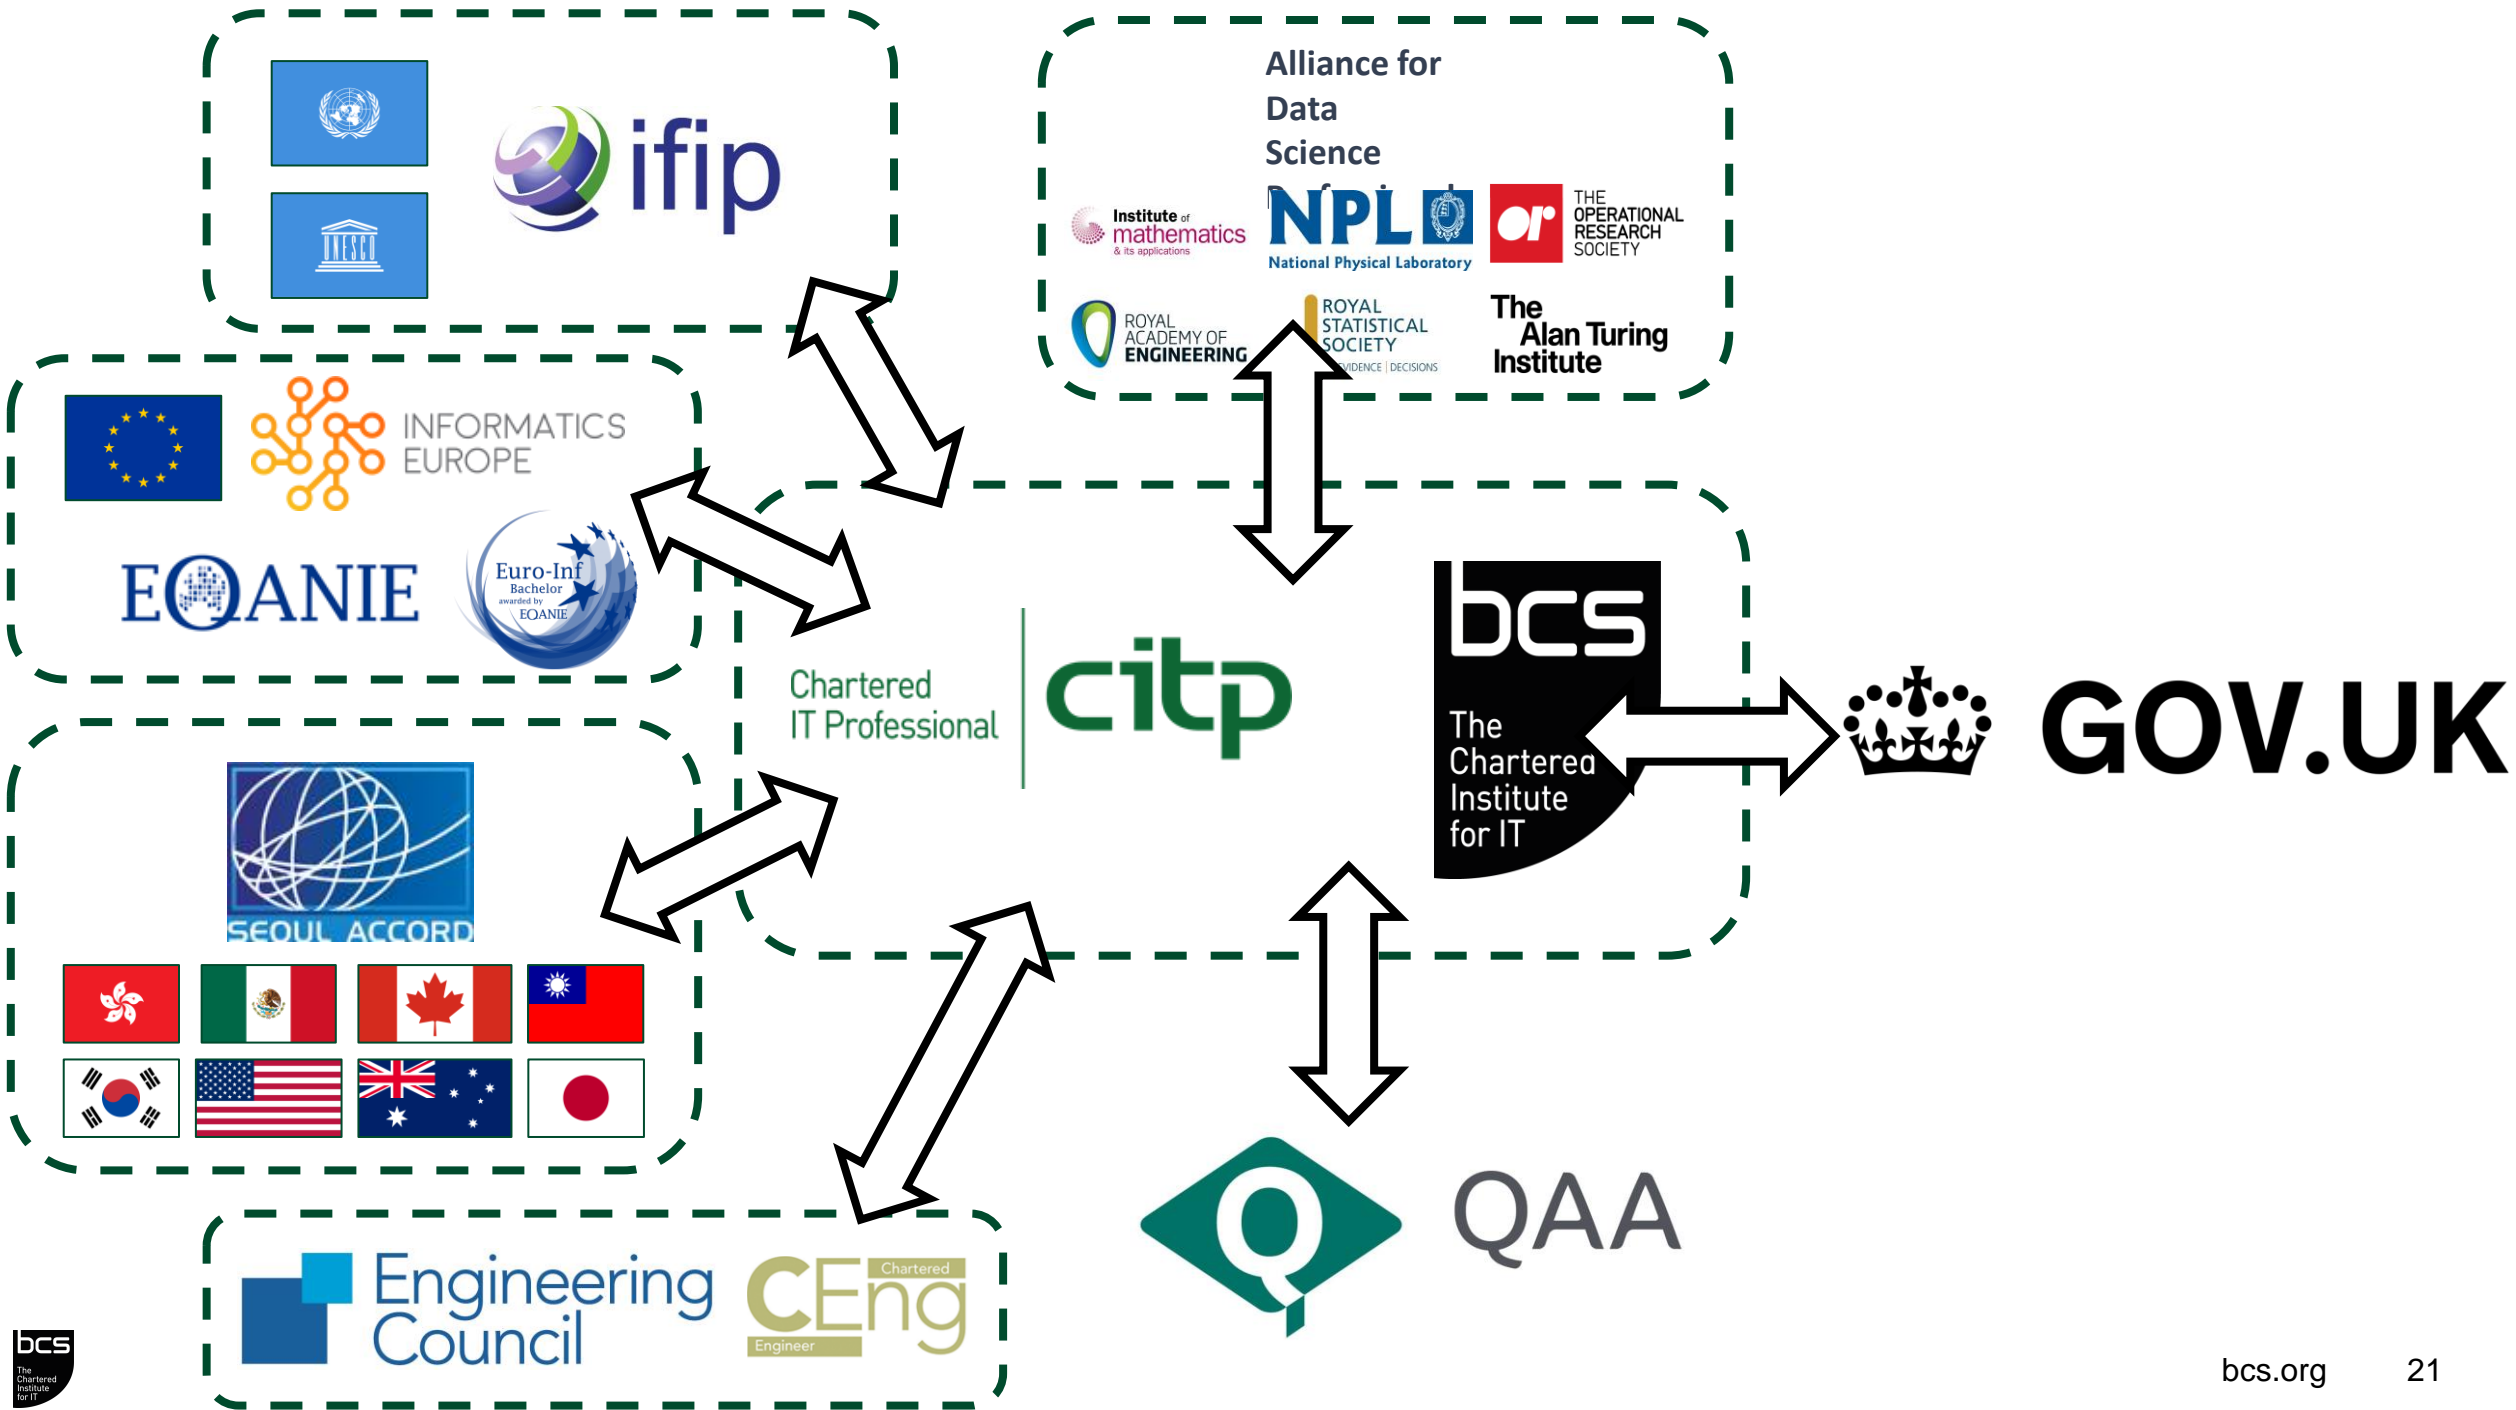 UNESCO
ifip
Alliance for
Data
Science
Institute of
mathematics
& its applications
NPL
National Physical Laboratory
or
THE
OPERATIONAL
RESEARCH
SOCIETY
ROYAL
ACADEMY OF
ENGINEERING
ROYAL
STATISTICAL
SOCIETY
DECISIONS
The
Alan Turing
Institute
INFORMATICS
EUROPE
EQANIE
Euro-Inf
Bachelor
awarded by
EQANIE
Chartered
IT Professional
citp
bcs
The
Chartered
Institute
for IT
GOV.UK
SEOUL ACCORD
Engineering
Council
CEng
Chartered
Engineer
Q
QAA
bcs
The
Chartered
Institute
for IT
bcs.org
21